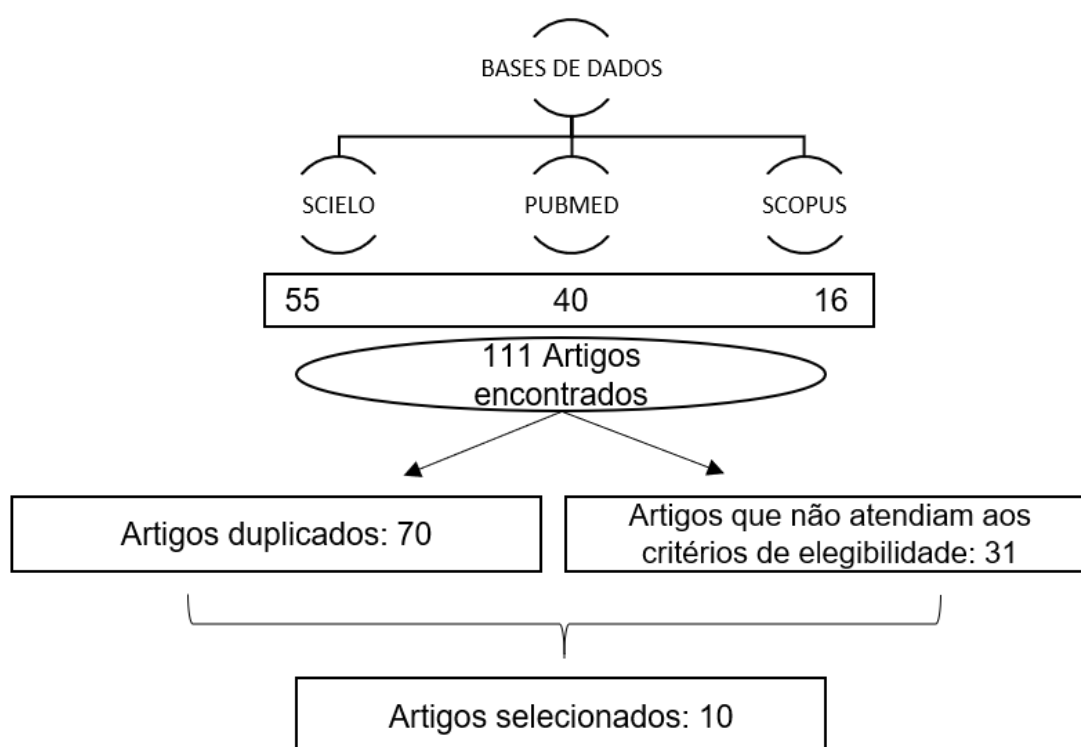 BASES DE DADOS
SCIELO PUBMED SCOPUS
55 40 16
111 Artigos
encontrados
Artigos duplicados: 70
Artigos que não atendiam aos
critérios de elegibilidade: 31
Artigos selecionados: 10